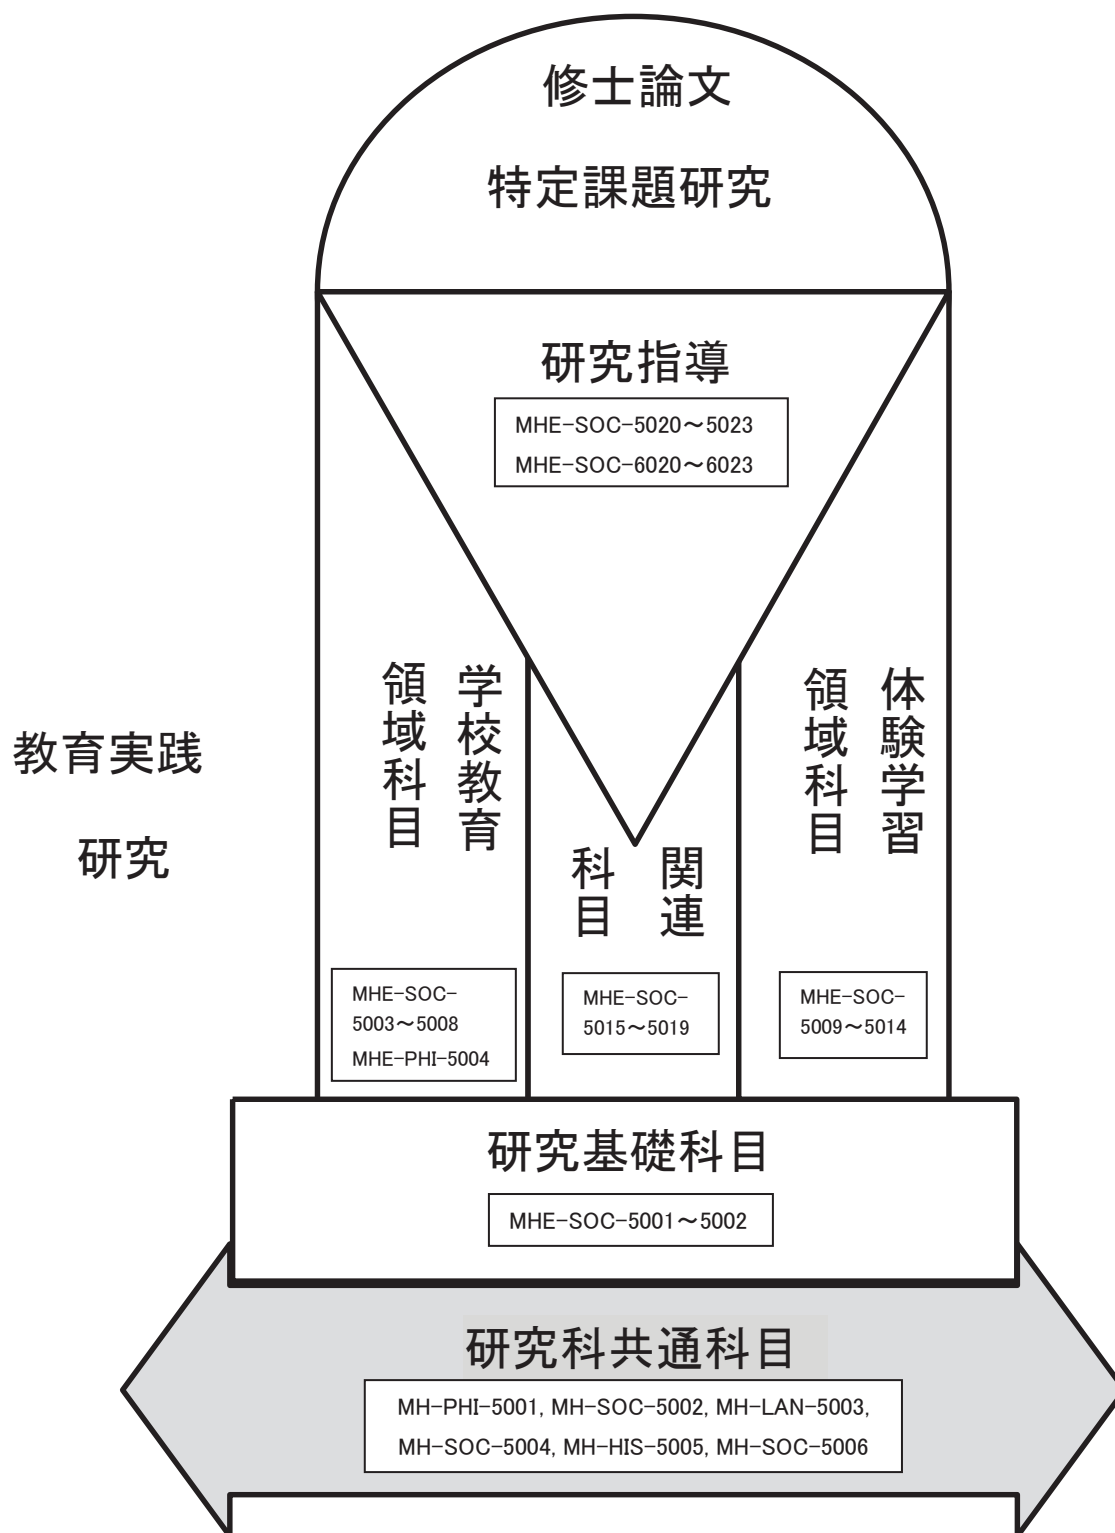 修士論文
特定課題研究
研究指導
MHE-SOC-5020～5023
MHE-SOC-6020～6023
教育実践
研究
学校教育
領域科目
関連
科目
体験学習
領域科目
MHE-SOC-
5003～5008
MHE-PHI-5004
MHE-SOC-
5015～5019
MHE-SOC-
5009～5014
研究基礎科目
MHE-SOC-5001～5002
研究科共通科目
MH-PHI-5001, MH-SOC-5002, MH-LAN-5003,
MH-SOC-5004, MH-HIS-5005, MH-SOC-5006